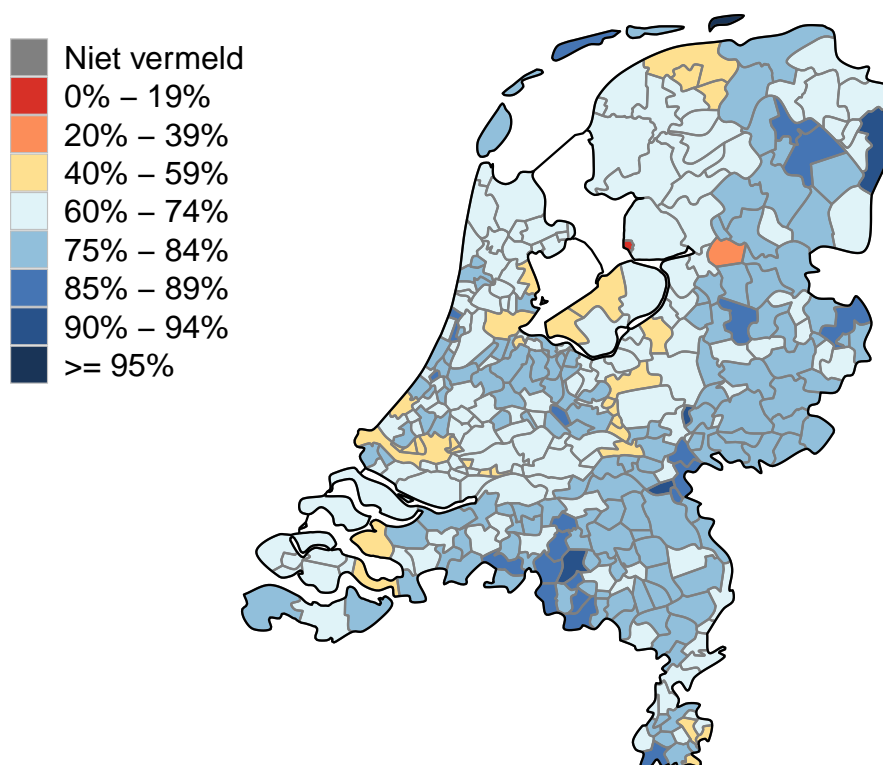 Niet vermeld
0% – 19%
20% – 39%
40% – 59%
60% – 74%
75% – 84%
85% – 89%
90% – 94%
>= 95%